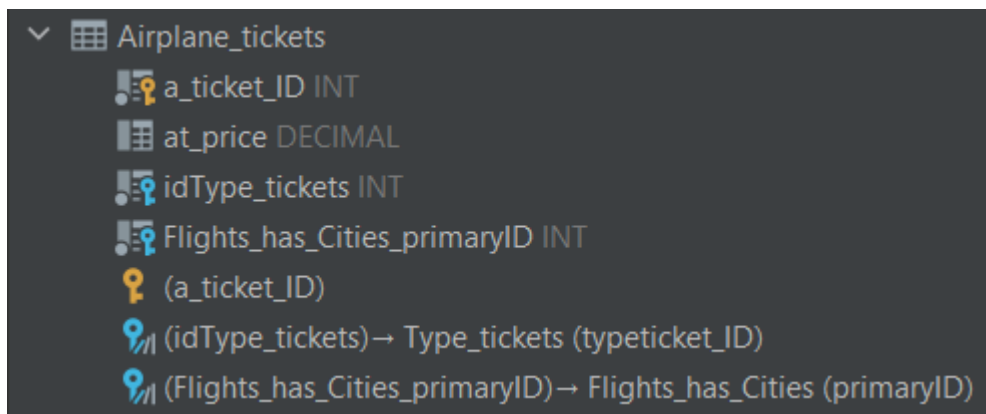 Airplane_tickets
a_ticket_ID INT
at_price DECIMAL
idType_tickets INT
Flights_has_Cities_primaryID INT
(a_ticket_ID)
(idType_tickets)→ Type_tickets (typeticket_ID)
(Flights_has_Cities_primaryID)→ Flights_has_Cities (primaryID)